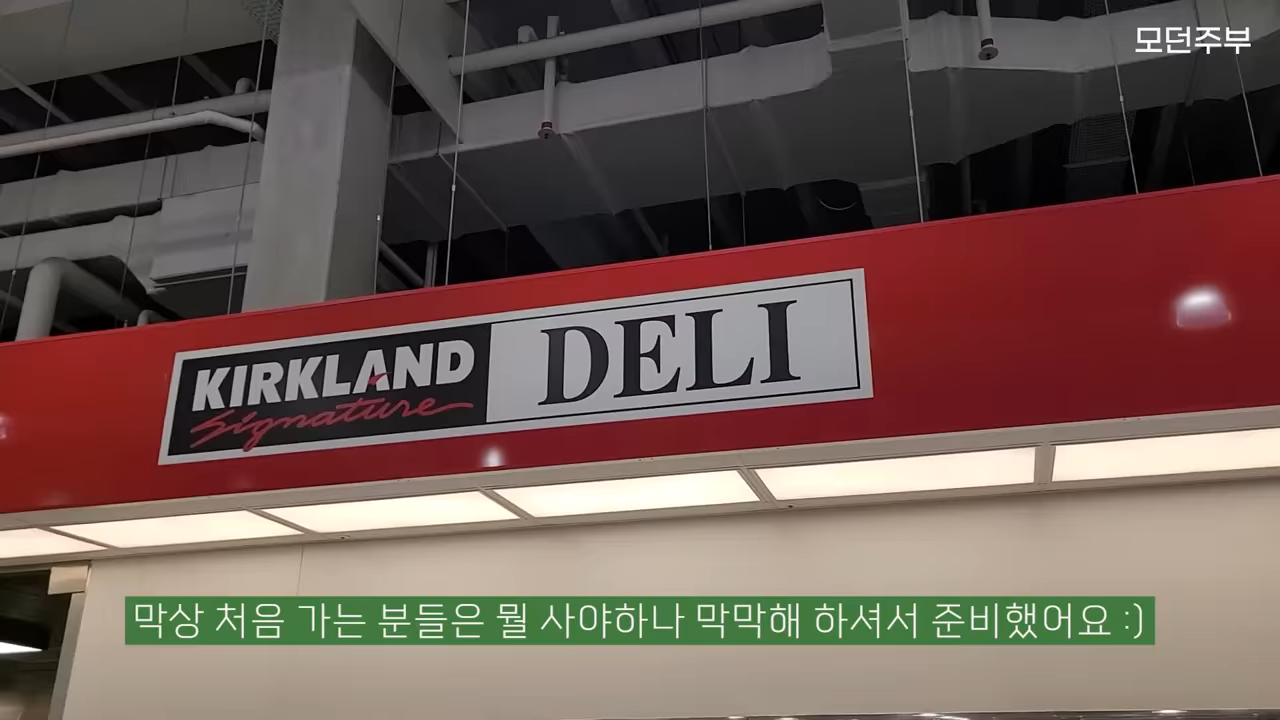 모던주부
KIRKLAND
Signature
DELI
막상 처음 가는 분들은 뭘 사야하나 막막해 하셔서 준비했어요 :)